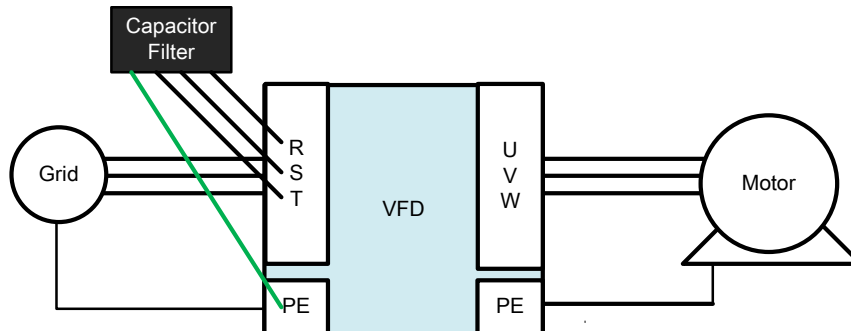 Capacitor
Filter
R
S
T
U
V
W
Grid
VFD
Motor
PE
PE